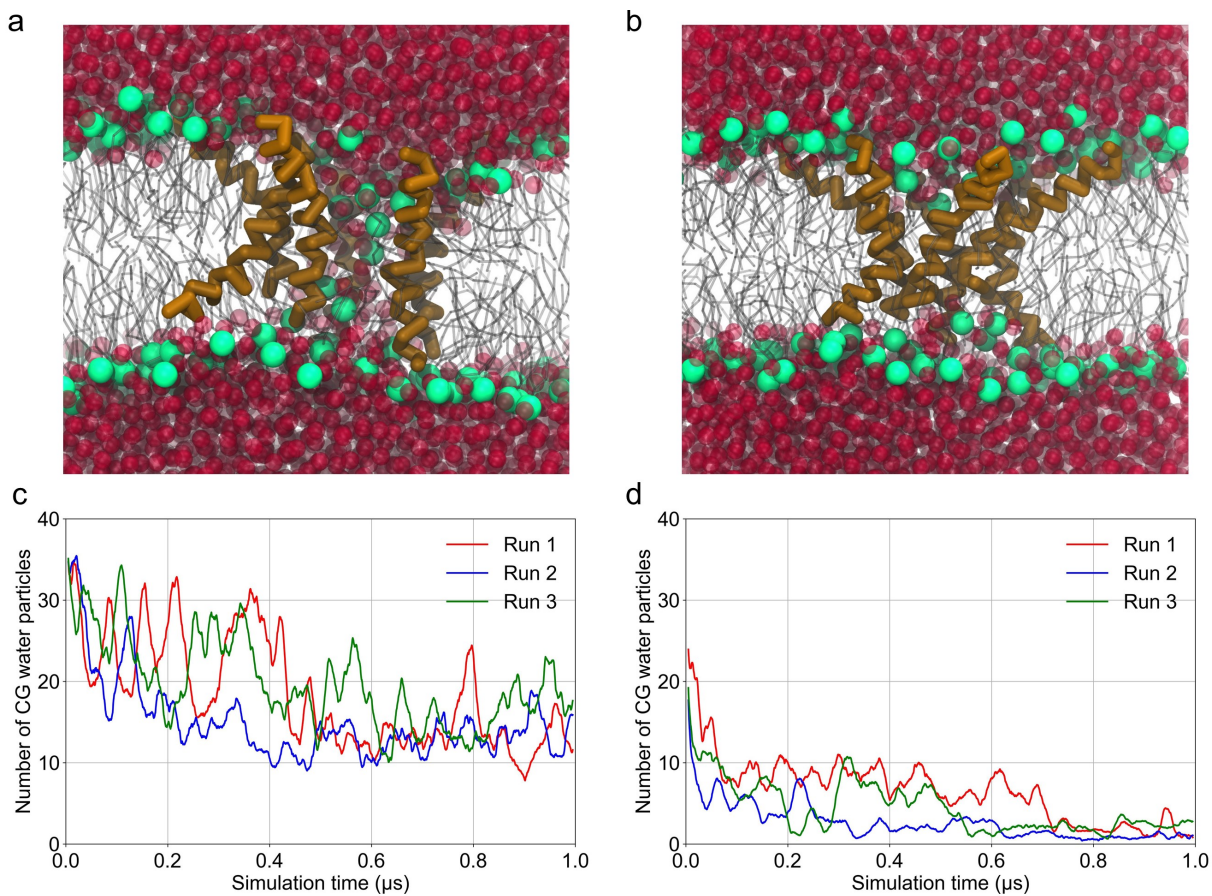 a
b
c
40
30
20
10
0
Number of CG water particles
Run 1
Run 2
Run 3
0.0 0.2 0.4 0.6 0.8 1.0
Simulation time (µs)
d
40
30
20
10
0
Number of CG water particles
Run 1
Run 2
Run 3
0.0 0.2 0.4 0.6 0.8 1.0
Simulation time (µs)